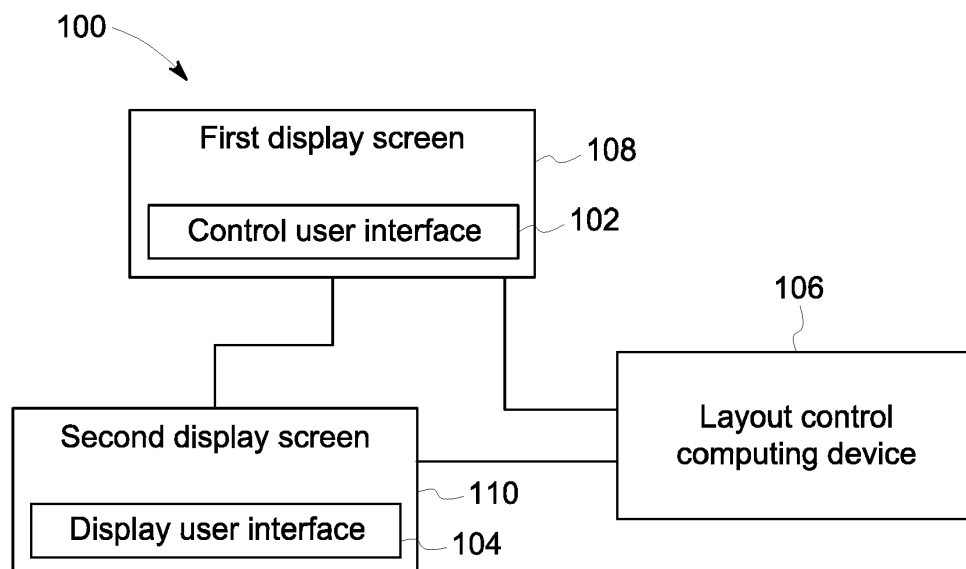 100
First display screen
108
Control user interface
102
106
Layout control
computing device
Second display screen
110
Display user interface
104